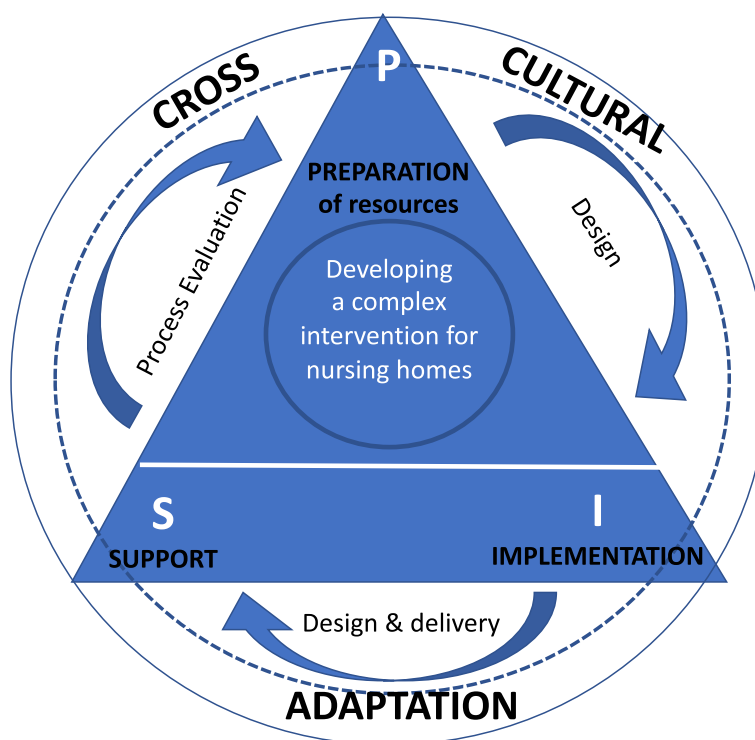 CROSS
CULTURAL
P
PREPARATION
of resources
Design
Process Evaluation
Developing
a complex
intervention for
nursing homes
S
I
SUPPORT
IMPLEMENTATION
Design & delivery
ADAPTATION